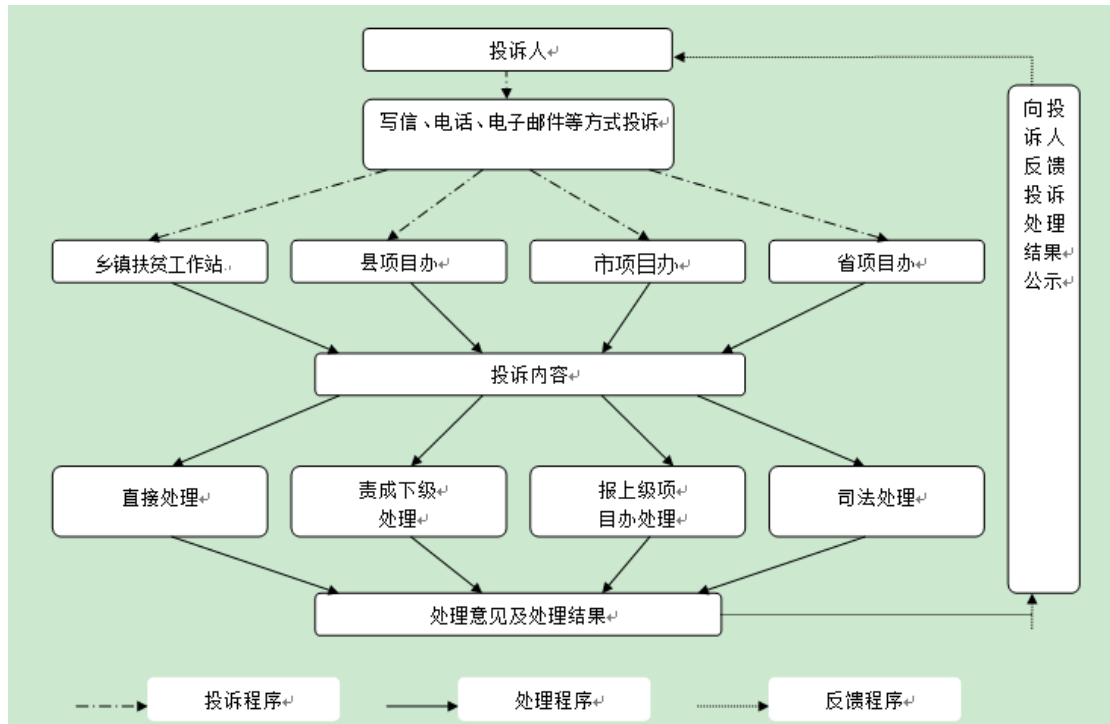 投诉人
写信、电话、电子邮件等方式投诉
乡镇扶贫工作站
县项目办
市项目办
省项目办
投诉内容
直接处理
责成下级
处理
报上级项
目办处理
司法处理
处理意见及处理结果
向投
诉人
反馈
投诉
处理
结果
公示
投诉程序
处理程序
反馈程序